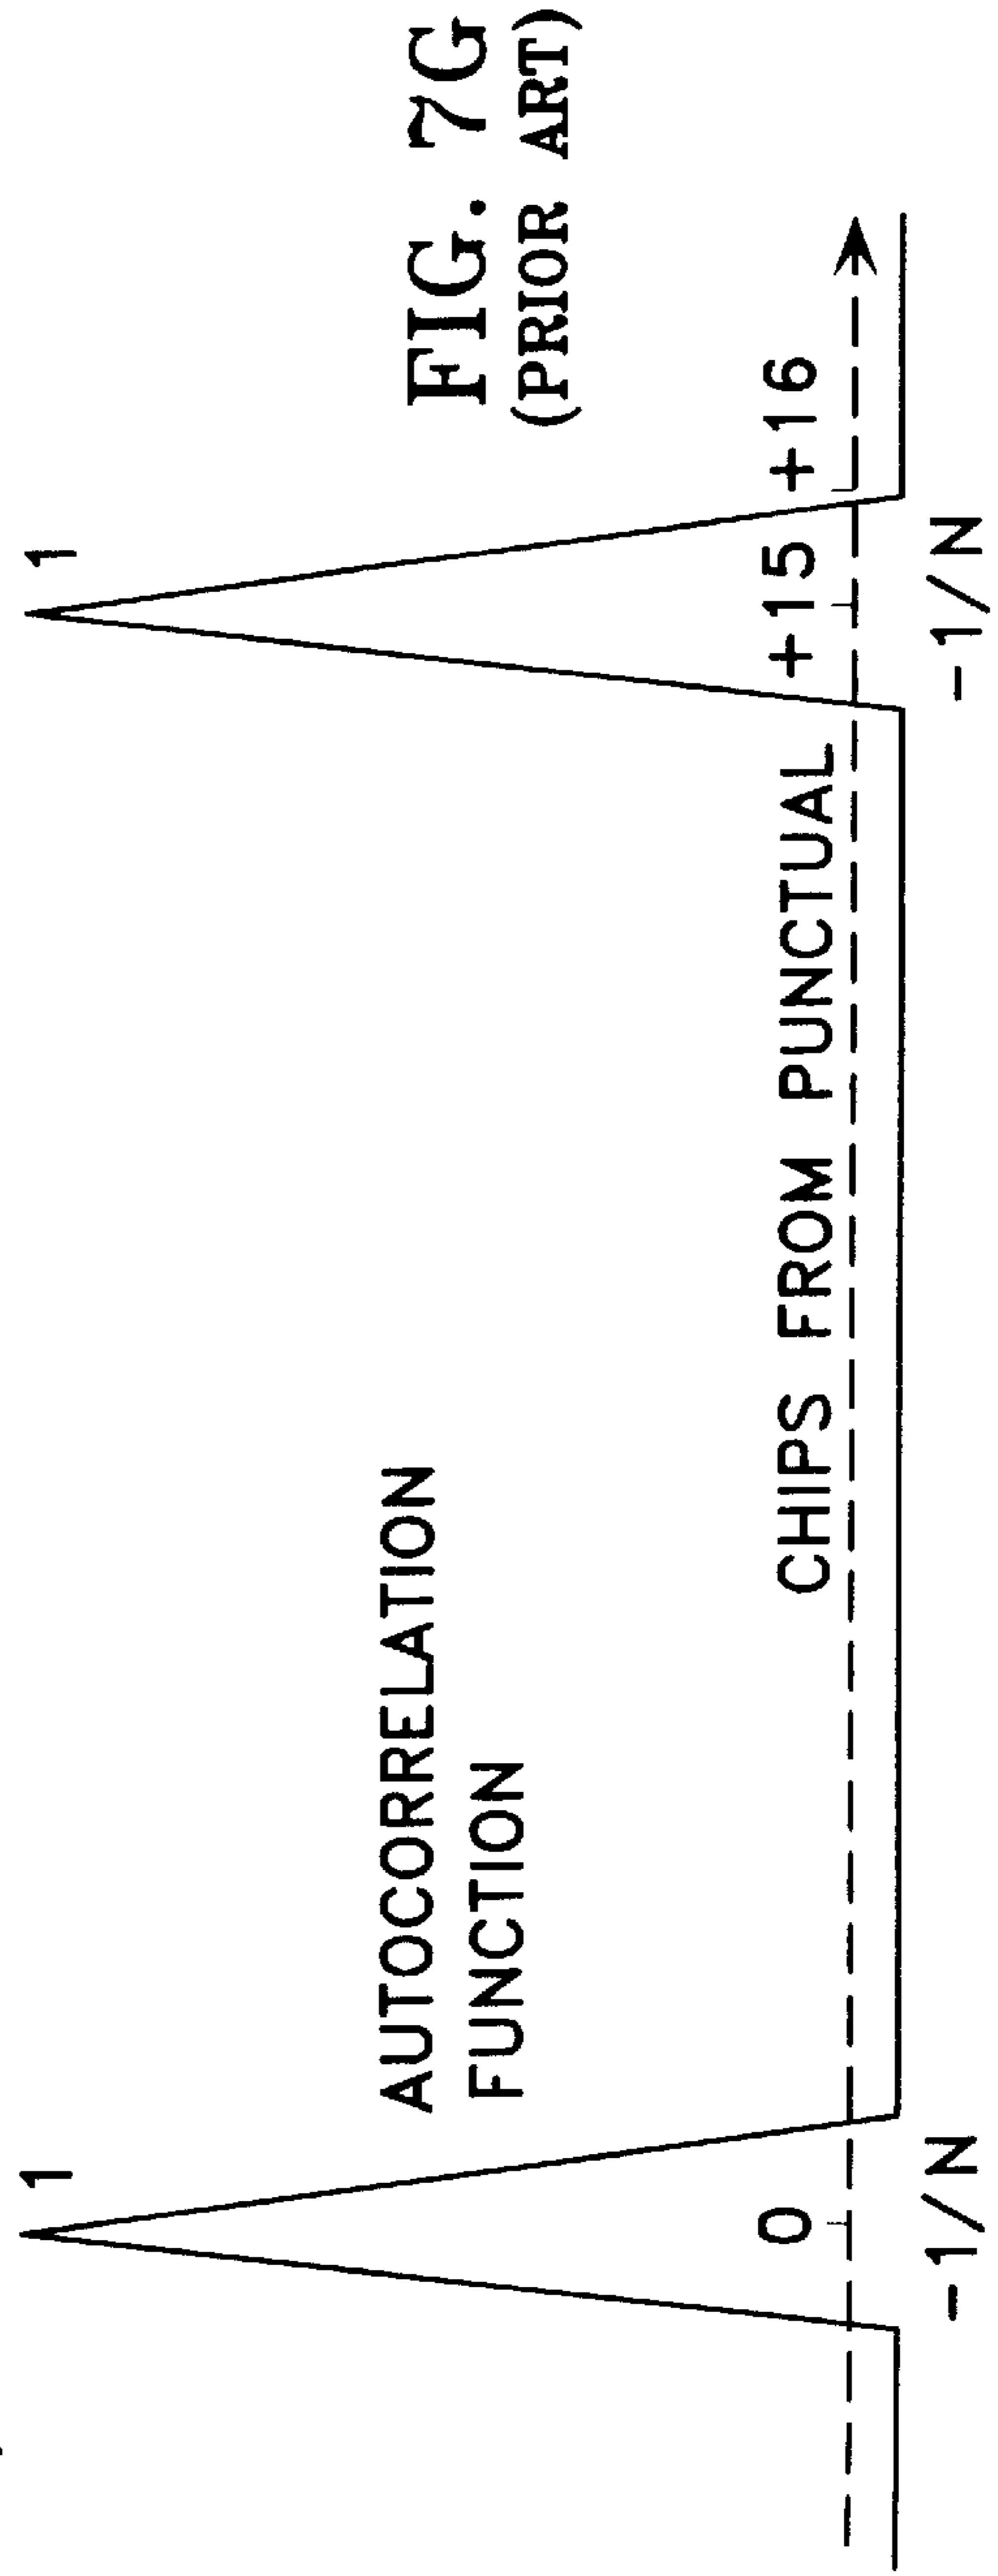 1
1
AUTOCORRELATION
FUNCTION
FIG. 7G
(PRIOR ART)
0
CHIPS FROM PUNCTUAL
+15
+16
-1/N
-1/N